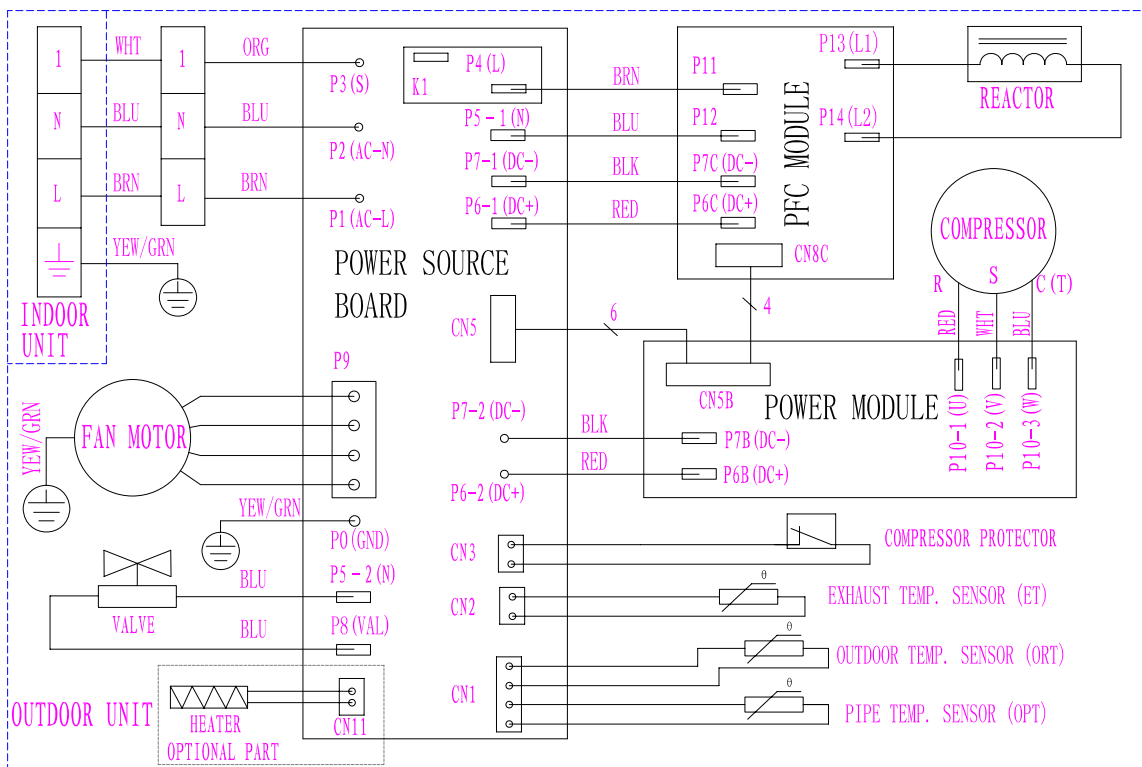 1
N
L
INDOOR
UNIT
WHT
BLU
BRN
YEW/GRN
1
N
L
ORG
BLU
BRN
P3(S)
P2(AC-N)
P1(AC-L)
K1
P4(L)
P5-1(N)
P7-1(DC-)
P6-1(DC+)
POWER SOURCE
BOARD
CN5
BRN
BLU
BLK
RED
P11
P12
P7C(DC-)
P6C(DC+)
PFC MODULE
P13(L1)
P14(L2)
CN8C
REACTOR
COMPRESSOR
R
S
C(T)
RED
WHT
BLU
6
4
CN5B
POWER MODULE
P10-1(U)
P10-2(V)
P10-3(W)
P7B(DC-)
P6B(DC+)
BLK
RED
P7-2(DC-)
P6-2(DC+)
P9
FAN MOTOR
YEW/GRN
YEW/GRN
P0(GND)
P5-2(N)
P8(VAL)
BLU
BLU
VALVE
OUTDOOR UNIT
HEATER
OPTIONAL PART
CN11
CN3
CN2
CN1
COMPRESSOR PROTECTOR
θ
EXHAUST TEMP. SENSOR (ET)
θ
OUTDOOR TEMP. SENSOR (ORT)
θ
PIPE TEMP. SENSOR (OPT)